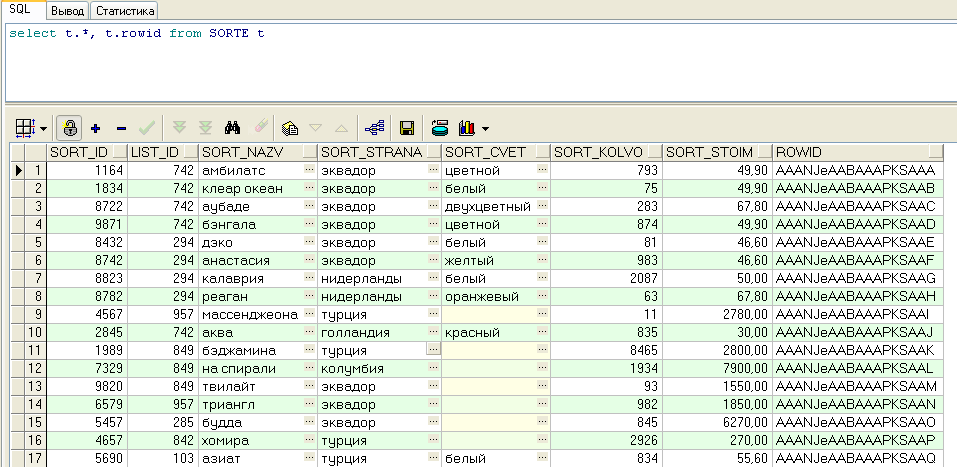 SQL Вывод Статистика
select t.*, t.rowid from SORTE t
SORT_ID LIST_ID SORT_NAZV SORT_STRANA SORT_CVET SORT_KOLVO SORT_STOIM ROWID
1 1164 742 амбилатс ... эквадор ... цветной ... 793 49,90 AAANJeAABAAAPKSAAA
2 1834 742 клеар океан ... эквадор ... белый ... 75 49,90 AAANJeAABAAAPKSAAB
3 8722 742 аубаде ... эквадор ... двухцветный ... 283 67,80 AAANJeAABAAAPKSAAC
4 9871 742 бэнгала ... эквадор ... цветной ... 874 49,90 AAANJeAABAAAPKSAAD
5 8432 294 дэко ... эквадор ... белый ... 81 46,60 AAANJeAABAAAPKSAAE
6 8742 294 анастасия ... эквадор ... желтый ... 983 46,60 AAANJeAABAAAPKSAAF
7 8823 294 калаврия ... нидерланды ... белый ... 2087 50,00 AAANJeAABAAAPKSAAG
8 8782 294 реаган ... нидерланды ... оранжевый ... 63 67,80 AAANJeAABAAAPKSAAH
9 4567 957 массенджеона ... турция ... ... 11 2780,00 AAANJeAABAAAPKSAAI
10 2845 742 аква ... голландия ... красный ... 835 30,00 AAANJeAABAAAPKSAAJ
11 1989 849 бэджамина ... турция ... ... 8465 2800,00 AAANJeAABAAAPKSAAK
12 7329 849 на спирали ... колумбия ... ... 1934 7900,00 AAANJeAABAAAPKSAAL
13 9820 849 твилайт ... эквадор ... ... 93 1550,00 AAANJeAABAAAPKSAAM
14 6579 957 триангл ... эквадор ... ... 982 1850,00 AAANJeAABAAAPKSAAN
15 5457 285 будда ... эквадор ... ... 845 6270,00 AAANJeAABAAAPKSAAO
16 4657 842 хомира ... турция ... ... 2926 270,00 AAANJeAABAAAPKSAAP
17 5690 103 азиат ... турция ... белый ... 834 55,60 AAANJeAABAAAPKSAAQ